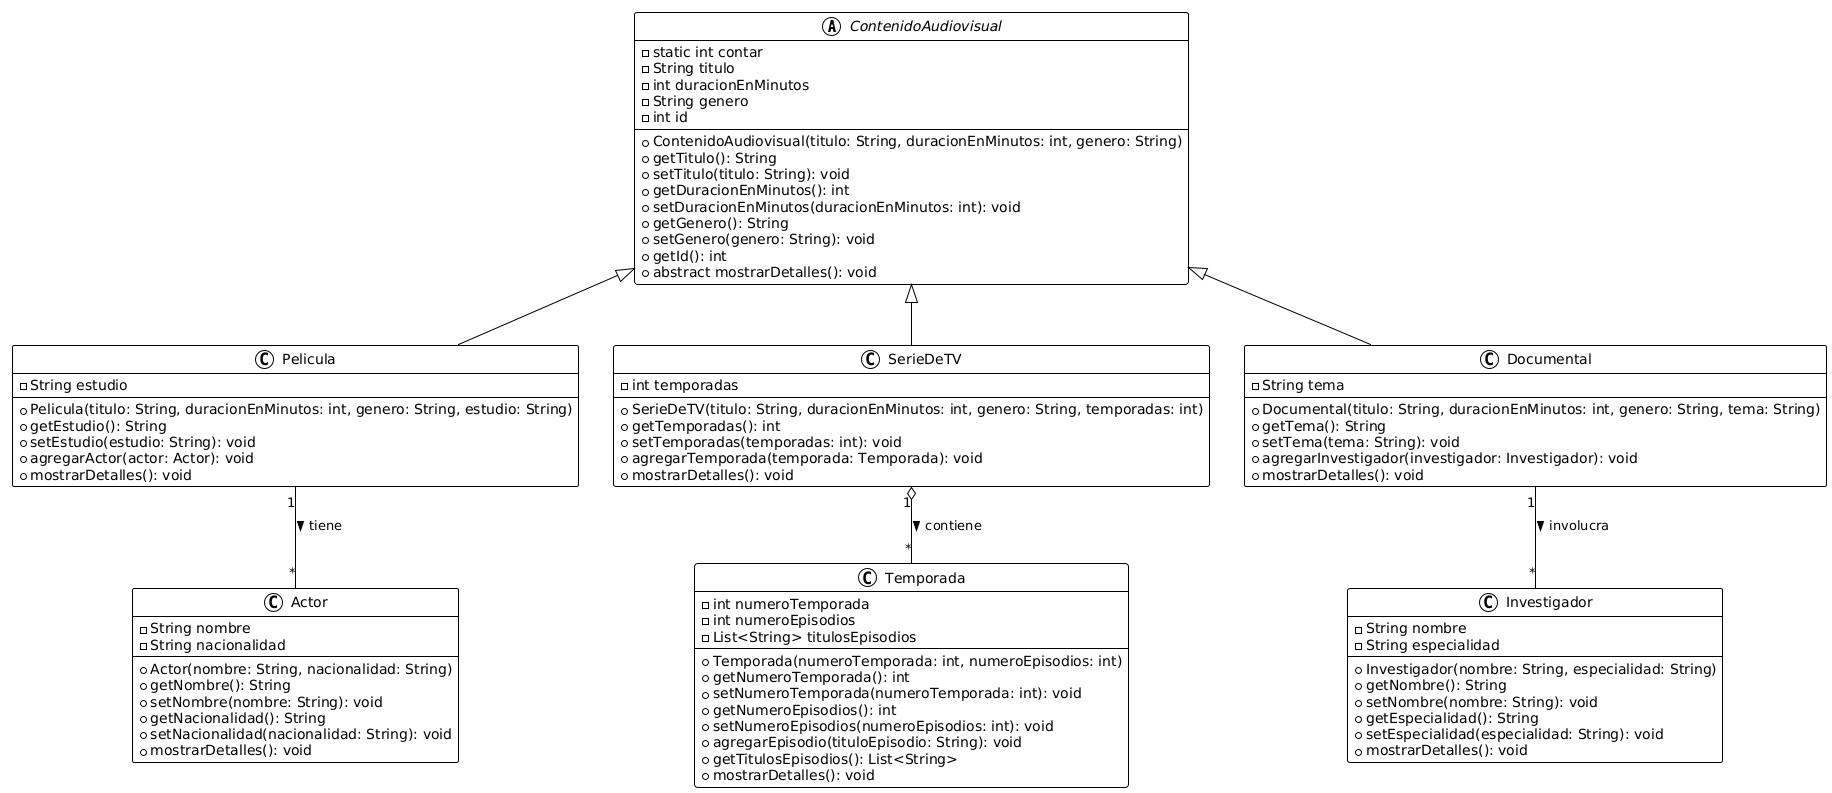 A ContenidoAudiovisual
static int contar
String titulo
int duracionEnMinutos
String genero
int id
ContenidoAudiovisual(titulo: String, duracionEnMinutos: int, genero: String)
getTitulo(): String
setTitulo(titulo: String): void
getDuracionEnMinutos(): int
setDuracionEnMinutos(duracionEnMinutos: int): void
getGenero(): String
setGenero(genero: String): void
getId(): int
abstract mostrarDetalles(): void
C Pelicula
String estudio
Pelicula(titulo: String, duracionEnMinutos: int, genero: String, estudio: String)
getEstudio(): String
setEstudio(estudio: String): void
agregarActor(actor: Actor): void
mostrarDetalles(): void
C SerieDeTV
int temporadas
SerieDeTV(titulo: String, duracionEnMinutos: int, genero: String, temporadas: int)
getTemporadas(): int
setTemporadas(temporadas: int): void
agregarTemporada(temporada: Temporada): void
mostrarDetalles(): void
C Documental
String tema
Documental(titulo: String, duracionEnMinutos: int, genero: String, tema: String)
getTema(): String
setTema(tema: String): void
agregarInvestigador(investigador: Investigador): void
mostrarDetalles(): void
1
tiene
*
1
contiene
*
1
involucra
*
C Actor
String nombre
String nacionalidad
Actor(nombre: String, nacionalidad: String)
getNombre(): String
setNombre(nombre: String): void
getNacionalidad(): String
setNacionalidad(nacionalidad: String): void
mostrarDetalles(): void
C Temporada
int numeroTemporada
int numeroEpisodios
List<String> titulosEpisodios
Temporada(numeroTemporada: int, numeroEpisodios: int)
getNumeroTemporada(): int
setNumeroTemporada(numeroTemporada: int): void
getNumeroEpisodios(): int
setNumeroEpisodios(numeroEpisodios: int): void
agregarEpisodio(tituloEpisodio: String): void
getTitulosEpisodios(): List<String>
mostrarDetalles(): void
C Investigador
String nombre
String especialidad
Investigador(nombre: String, especialidad: String)
getNombre(): String
setNombre(nombre: String): void
getEspecialidad(): String
setEspecialidad(especialidad: String): void
mostrarDetalles(): void